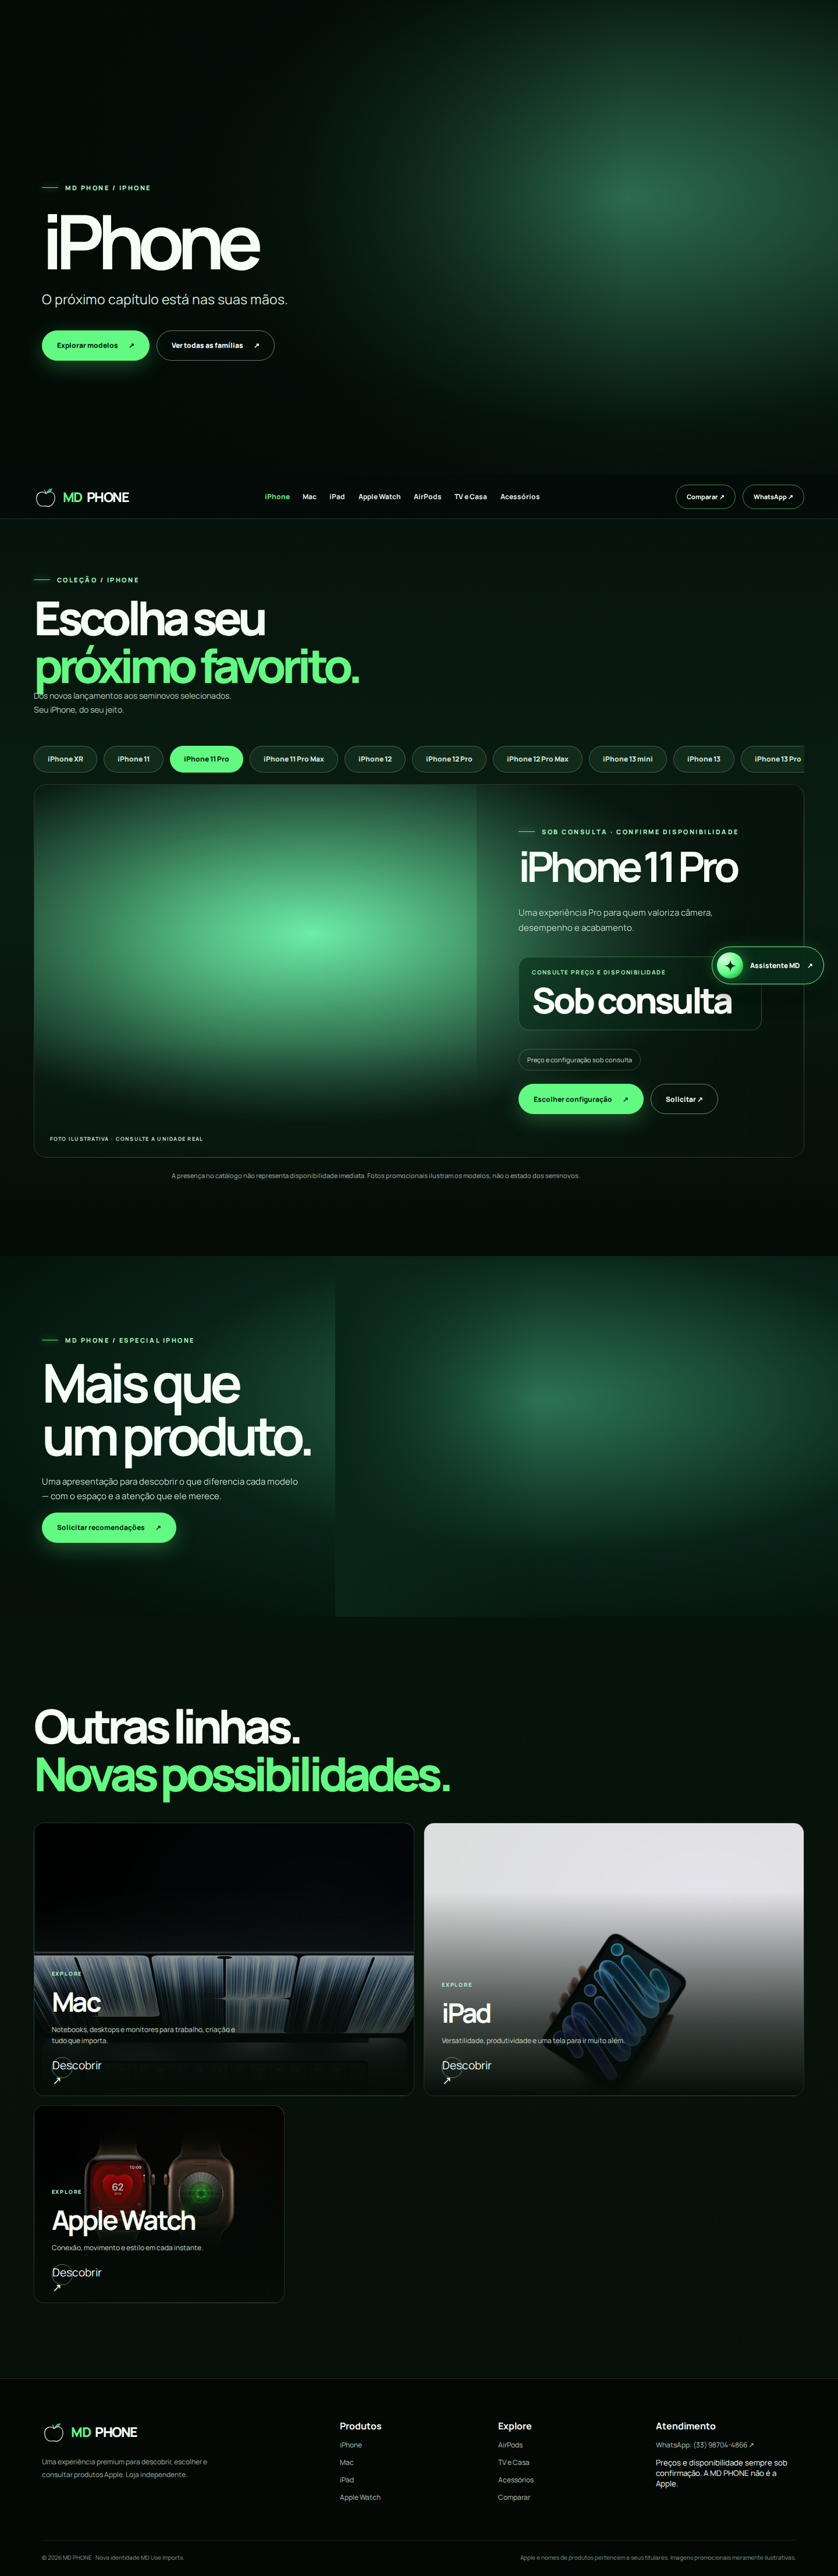 MD PHONE / IPHONE
iPhone
O próximo capítulo está nas suas mãos.
Explorar modelos ↗
Ver todas as famílias ↗
MD PHONE
iPhone Mac iPad Apple Watch AirPods TV e Casa Acessórios
Comparar ↗
WhatsApp ↗
COLEÇÃO / IPHONE
Escolha seu
próximo favorito.
Dos novos lançamentos aos seminovos selecionados.
Seu iPhone, do seu jeito.
iPhone XR
iPhone 11
iPhone 11 Pro
iPhone 11 Pro Max
iPhone 12
iPhone 12 Pro
iPhone 12 Pro Max
iPhone 13 mini
iPhone 13
iPhone 13 Pro
SOB CONSULTA · CONFIRME DISPONIBILIDADE
iPhone 11 Pro
Uma experiência Pro para quem valoriza câmera,
desempenho e acabamento.
CONSULTE PREÇO E DISPONIBILIDADE
Sob consulta
Assistente MD ↗
Preço e configuração sob consulta
Escolher configuração ↗
Solicitar ↗
FOTO ILUSTRATIVA · CONSULTE A UNIDADE REAL
A presença no catálogo não representa disponibilidade imediata. Fotos promocionais ilustram os modelos, não o estado dos seminovos.
MD PHONE / ESPECIAL IPHONE
Mais que
um produto.
Uma apresentação para descobrir o que diferencia cada modelo
— com o espaço e a atenção que ele merece.
Solicitar recomendações ↗
Outras linhas.
Novas possibilidades.
EXPLORE
Mac
Notebooks, desktops e monitores para trabalho, criação e
tudo que importa.
Descobrir
↗
EXPLORE
iPad
Versatilidade, produtividade e uma tela para ir muito além.
Descobrir
↗
10:09
62
EXPLORE
Apple Watch
Conexão, movimento e estilo em cada instante.
Descobrir
↗
MD PHONE
Uma experiência premium para descobrir, escolher e
consultar produtos Apple. Loja independente.
Produtos
iPhone
Mac
iPad
Apple Watch
Explore
AirPods
TV e Casa
Acessórios
Comparar
Atendimento
WhatsApp: (33) 98704-4866 ↗
Preços e disponibilidade sempre sob
confirmação. A MD PHONE não é a
Apple.
© 2026 MD PHONE · Nova identidade MD Use Imports.
Apple e nomes de produtos pertencem a seus titulares. Imagens promocionais meramente ilustrativas.